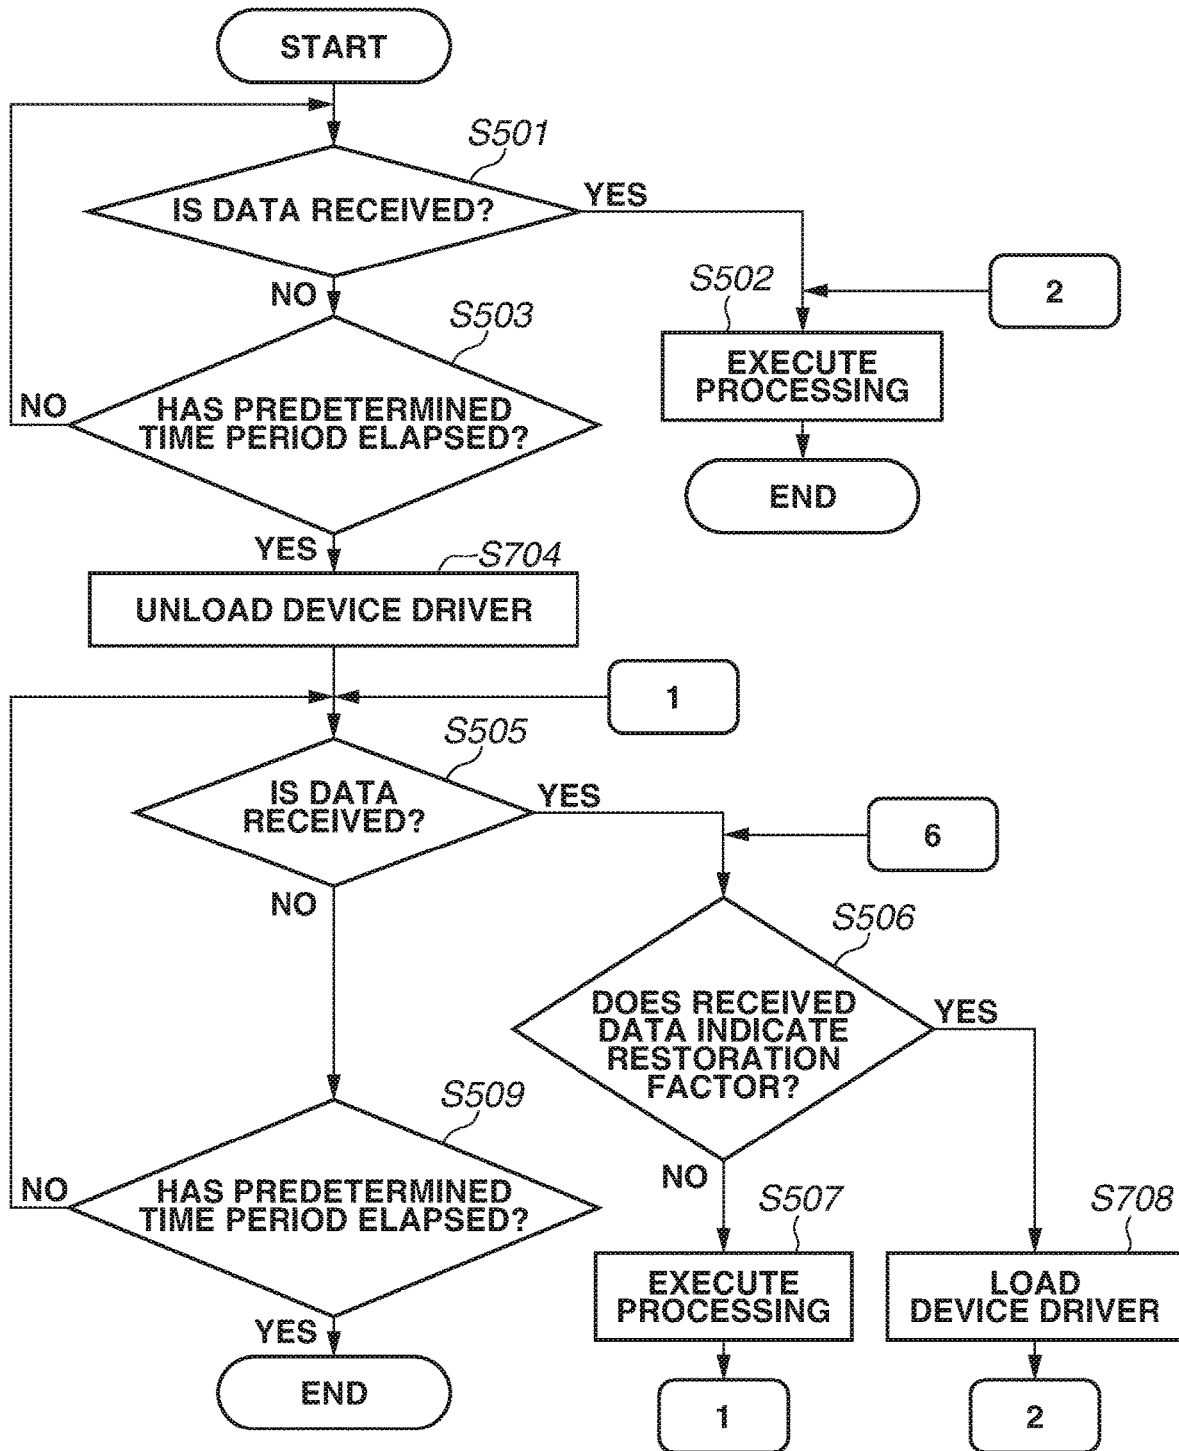 START
S501
IS DATA RECEIVED?
YES
NO
S502
2
S503
EXECUTE
PROCESSING
NO
HAS PREDETERMINED
TIME PERIOD ELAPSED?
END
YES
S704
UNLOAD DEVICE DRIVER
1
S505
IS DATA
RECEIVED?
YES
6
NO
S506
DOES RECEIVED
DATA INDICATE
RESTORATION
FACTOR?
YES
S509
NO
HAS PREDETERMINED
TIME PERIOD ELAPSED?
NO
S507
S708
EXECUTE
PROCESSING
LOAD
DEVICE DRIVER
YES
END
1
2